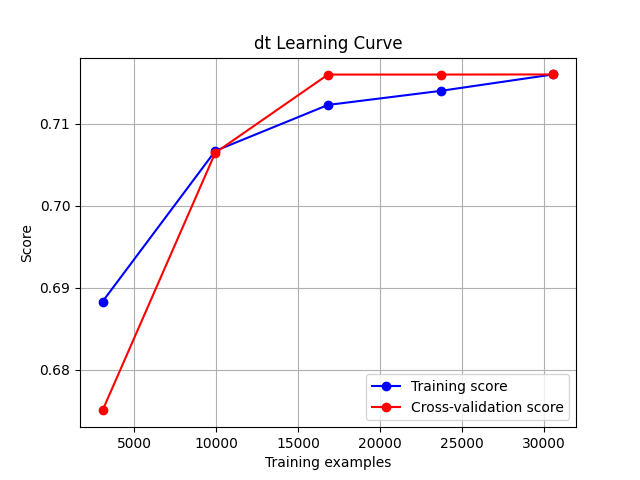 dt Learning Curve
0.71
0.70
0.69
0.68
Score
5000 10000 15000 20000 25000 30000
Training examples
Training score
Cross-validation score